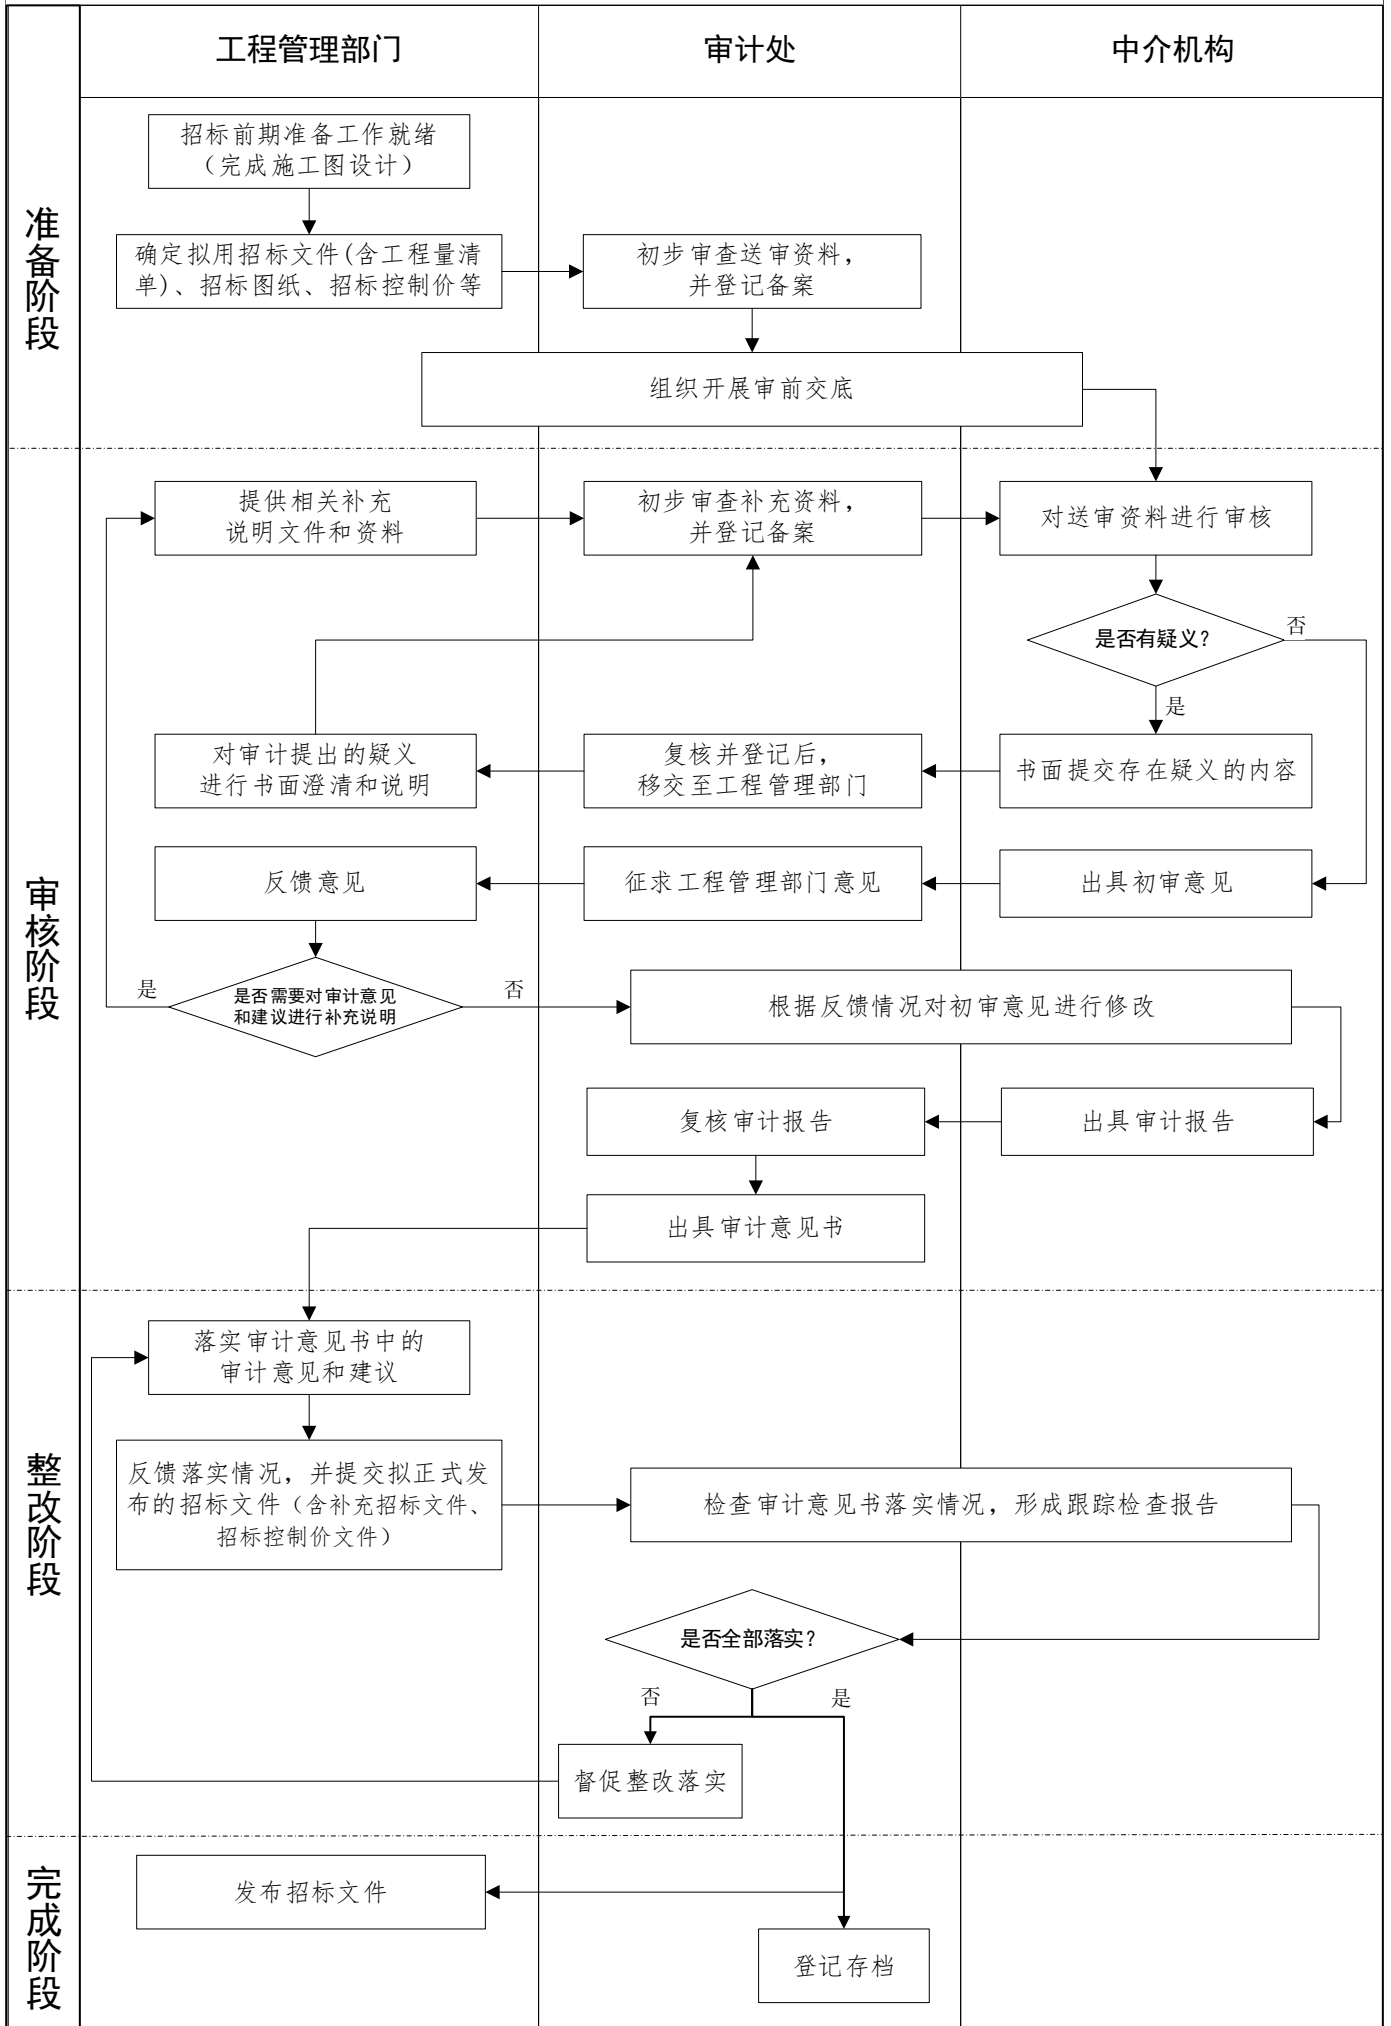 工程管理部门
审计处
中介机构
准备阶段
招标前期准备工作就绪
（完成施工图设计）
确定拟用招标文件(含工程量清
单)、招标图纸、招标控制价等
初步审查送审资料，
并登记备案
组织开展审前交底
审核阶段
提供相关补充
说明文件和资料
初步审查补充资料，
并登记备案
对送审资料进行审核
是否有疑义？
否
是
对审计提出的疑义
进行书面澄清和说明
复核并登记后，
移交至工程管理部门
书面提交存在疑义的内容
反馈意见
征求工程管理部门意见
出具初审意见
是
是否需要对审计意见
和建议进行补充说明
否
根据反馈情况对初审意见进行修改
复核审计报告
出具审计报告
出具审计意见书
整改阶段
落实审计意见书中的
审计意见和建议
反馈落实情况，并提交拟正式发
布的招标文件（含补充招标文件、
招标控制价文件）
检查审计意见书落实情况，形成跟踪检查报告
是否全部落实？
否
是
督促整改落实
完成阶段
发布招标文件
登记存档